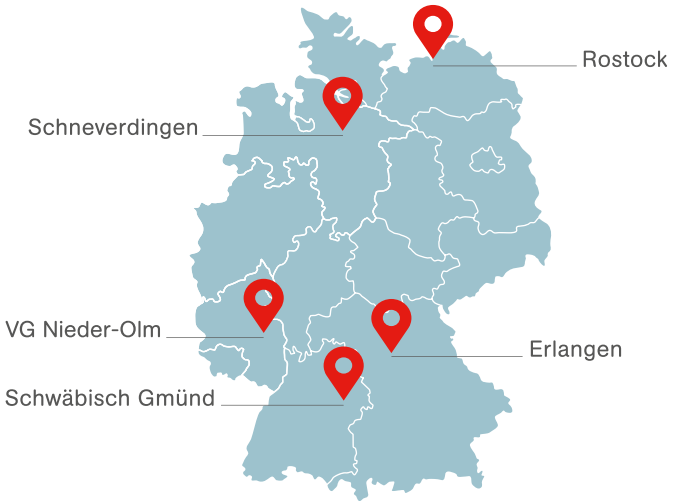 Rostock
Schneverdingen
VG Nieder-Olm
Erlangen
Schwäbisch Gmünd